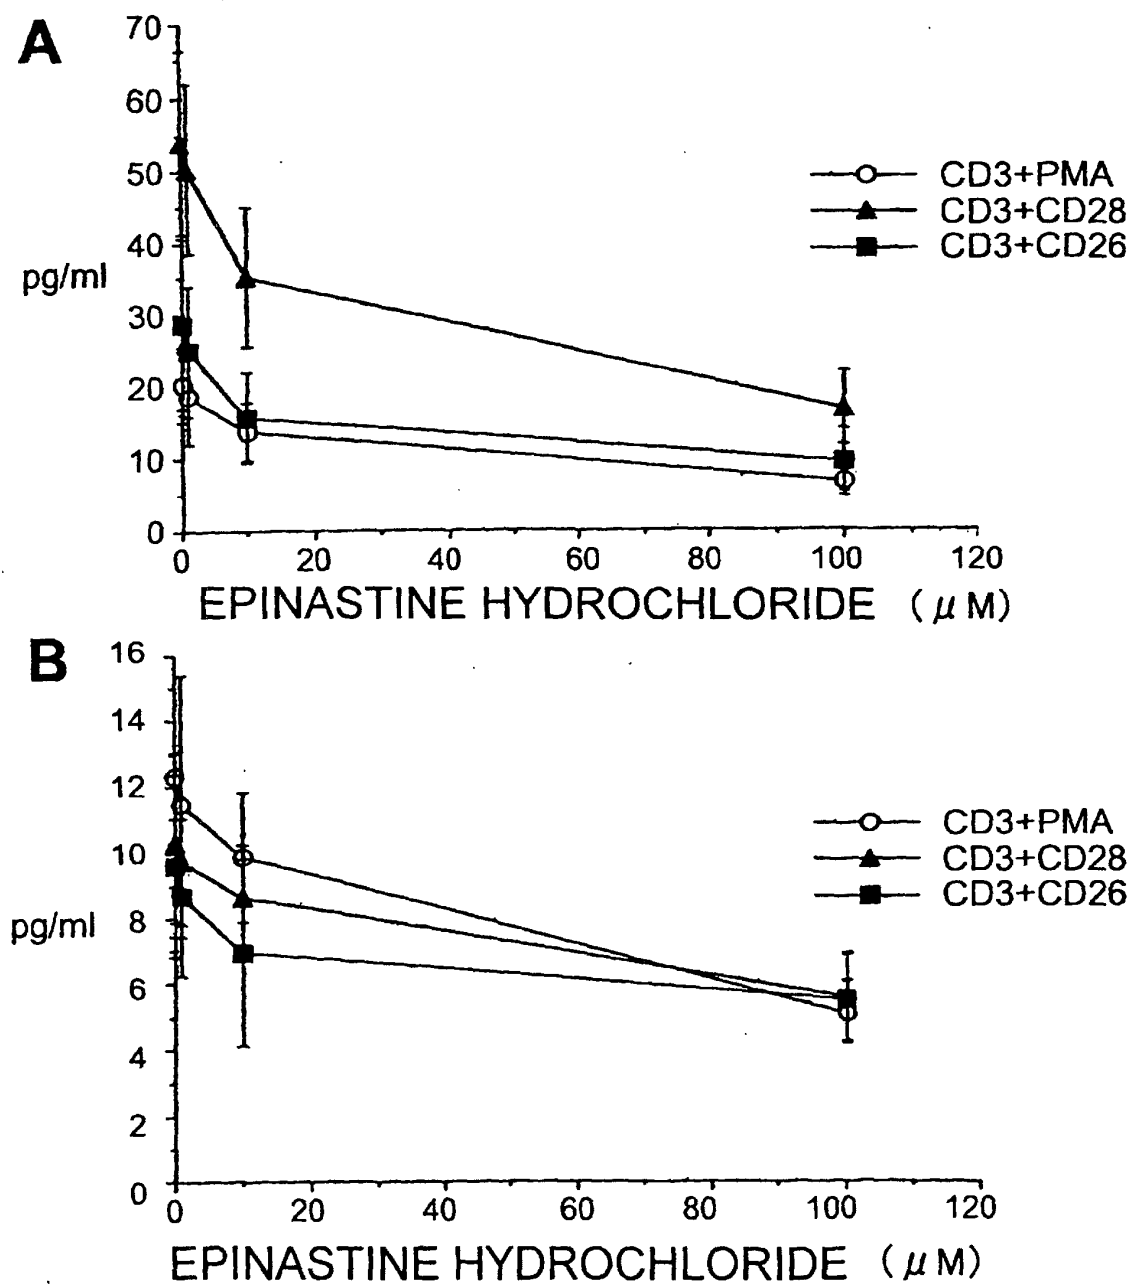 A
70
60
50
40
30
20
10
0
pg/ml
CD3+PMA
CD3+CD28
CD3+CD26
0 20 40 60 80 100 120
EPINASTINE HYDROCHLORIDE (μM)
B
16
14
12
10
8
6
4
2
0
pg/ml
CD3+PMA
CD3+CD28
CD3+CD26
0 20 40 60 80 100 120
EPINASTINE HYDROCHLORIDE (μM)